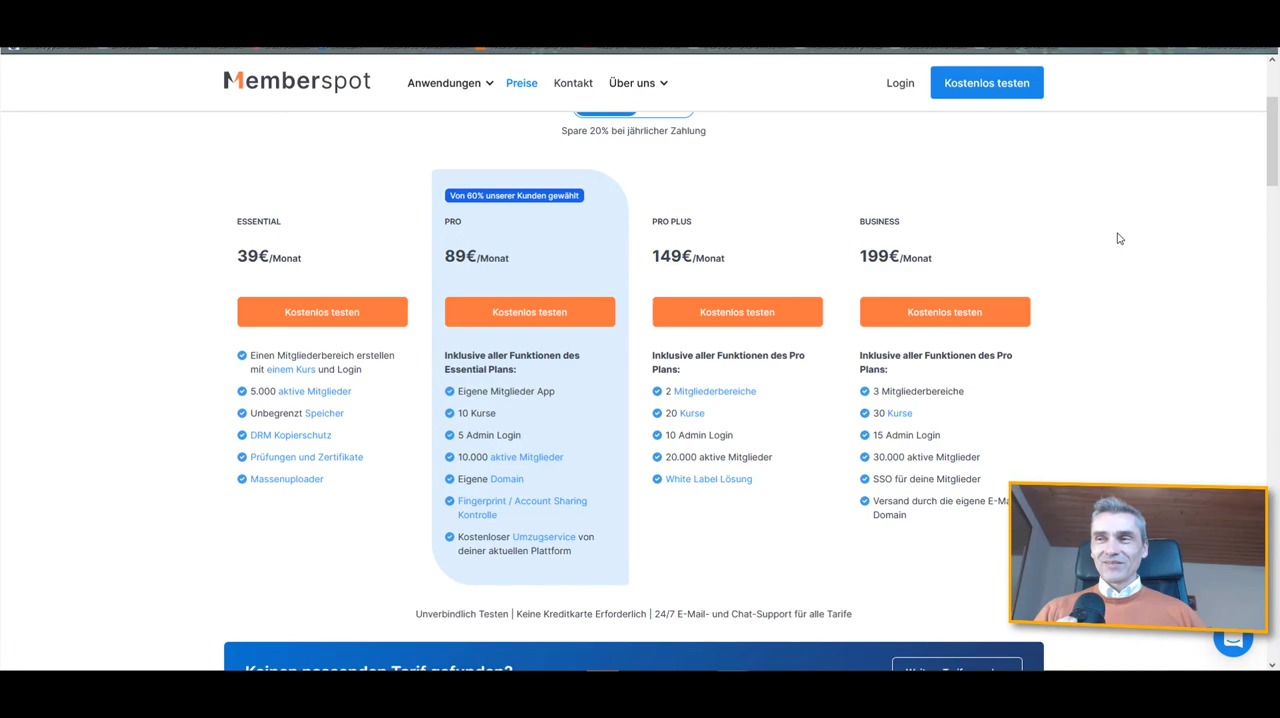 Memberspot
Anwendungen
Preise
Kontakt
Über uns
Login
Kostenlos testen
Spare 20% bei jährlicher Zahlung
ESSENTIAL
39€/Monat
Kostenlos testen
Einen Mitgliederbereich erstellen
mit einem Kurs und Login
5.000 aktive Mitglieder
Unbegrenzt Speicher
DRM Kopierschutz
Prüfungen und Zertifikate
Massenuploader
Von 60% unserer Kunden gewählt
PRO
89€/Monat
Kostenlos testen
Inklusive aller Funktionen des
Essential Plans:
Eigene Mitglieder App
10 Kurse
5 Admin Login
10.000 aktive Mitglieder
Eigene Domain
Fingerprint / Account Sharing
Kontrolle
Kostenloser Umzugservice von
deiner aktuellen Plattform
PRO PLUS
149€/Monat
Kostenlos testen
Inklusive aller Funktionen des Pro
Plans:
2 Mitgliederbereiche
20 Kurse
10 Admin Login
20.000 aktive Mitglieder
White Label Lösung
BUSINESS
199€/Monat
Kostenlos testen
Inklusive aller Funktionen des Pro
Plans:
3 Mitgliederbereiche
30 Kurse
15 Admin Login
30.000 aktive Mitglieder
SSO für deine Mitglieder
Versand durch die eigene
Domain
Unverbindlich Testen | Keine Kreditkarte Erforderlich | 24/7 E-Mail- und Chat-Support für alle Tarife
Keinen passenden Tarif gefunden?